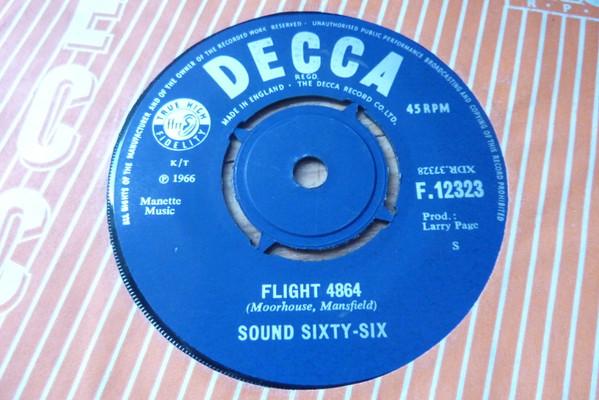 ALL RIGHTS OF THE MANUFACTURER AND OF THE OWNER OF THE RECORDED WORK RESERVED · UNAUTHORISED PUBLIC PERFORMANCE BROADCASTING AND COPYING OF THIS RECORD PROHIBITED
DECCA
REGD.
MADE IN ENGLAND · THE DECCA RECORD CO. LTD.
45 RPM
TRUE HIGH
ffrr
FIDELITY
K/T
℗ 1966
Manette
Music
XDR.37328
F.12323
Prod.:
Larry Page
S
FLIGHT 4864
(Moorhouse, Mansfield)
SOUND SIXTY-SIX